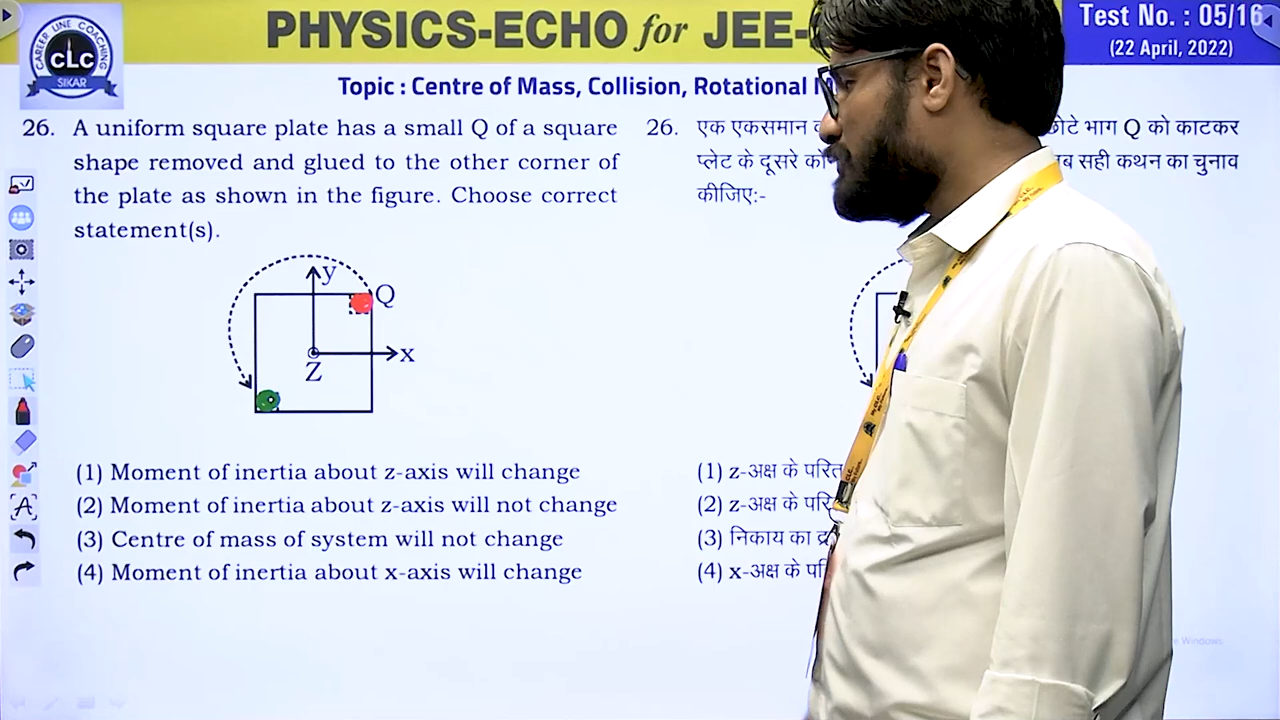 PHYSICS-ECHO for JEE-
Test No. : 05/16
(22 April, 2022)
CAREER LINE COACHING
CLC
SIKAR
Topic : Centre of Mass, Collision, Rotational
26. A uniform square plate has a small Q of a square
shape removed and glued to the other corner of
the plate as shown in the figure. Choose correct
statement(s).
y
Q
x
Z
(1) Moment of inertia about z-axis will change
(2) Moment of inertia about z-axis will not change
(3) Centre of mass of system will not change
(4) Moment of inertia about x-axis will change
26. एक एकसमान छोटे भाग Q को काटकर
प्लेट के दूसरे सही कथन का चुनाव
कीजिए:-
(1) z-अक्ष के
(2) z-अक्ष के
(3) निकाय का
(4) x-अक्ष के
Windows